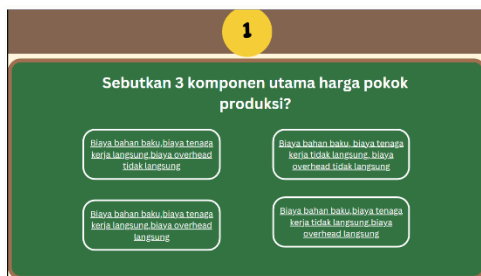 1
Sebutkan 3 komponen utama harga pokok
produksi?
Biaya bahan baku,biaya tenaga
kerja langsung,biaya overhead
tidak langsung
Biaya bahan baku, biaya tenaga
kerja tidak langsung, biaya
overhead tidak langsung
Biaya bahan baku,biaya tenaga
kerja langsung,biaya overhead
langsung
Biaya bahan baku,biaya tenaga
kerja tidak langsung,biaya
overhead langsung